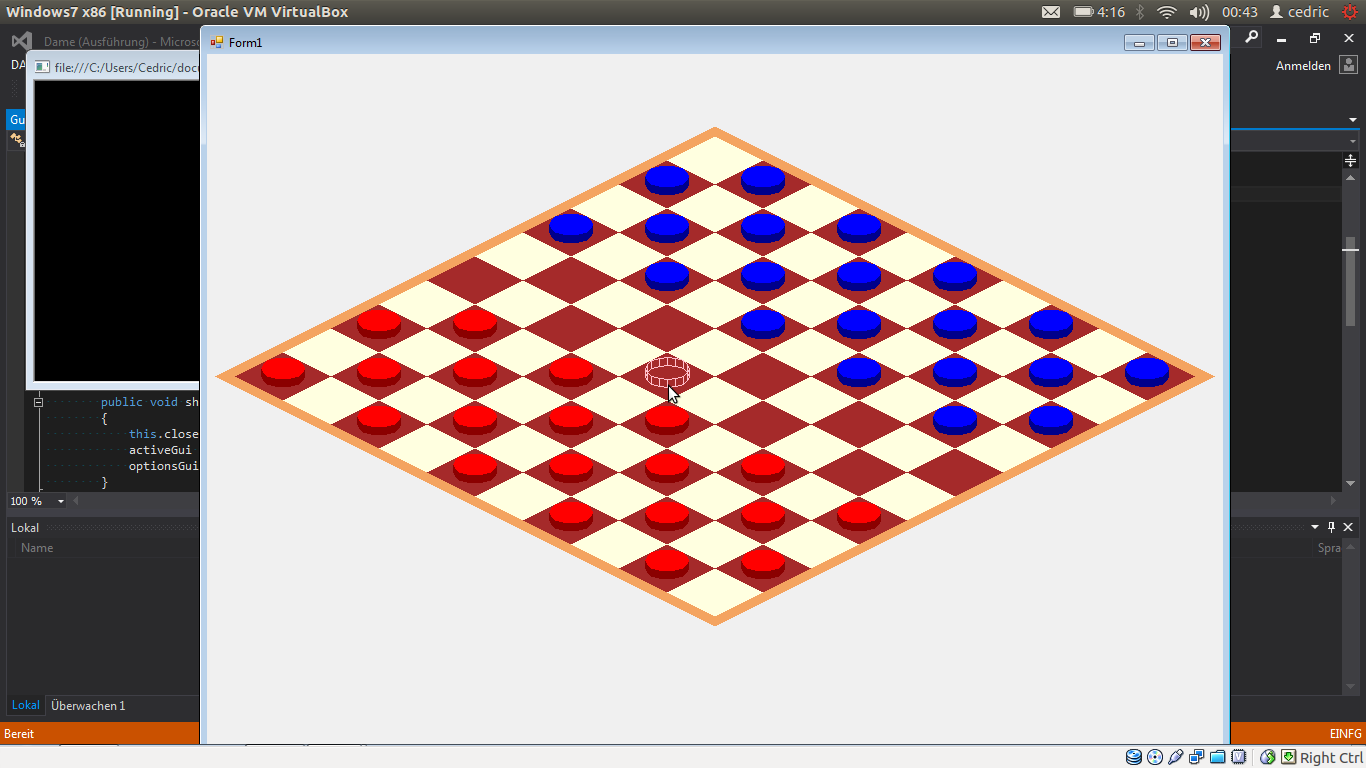 Windows7 x86 [Running] - Oracle VM VirtualBox
4:16
00:43
cedric
Dame (Ausführung) - Micros
Form1
DA
file:///C:/Users/Cedric/doc
Anmelden
Gu
public void sh
{
this.close
activeGui
optionsGui
}
100 %
Lokal
Name
Spra
Lokal
Überwachen 1
Bereit
EINFG
Right Ctrl